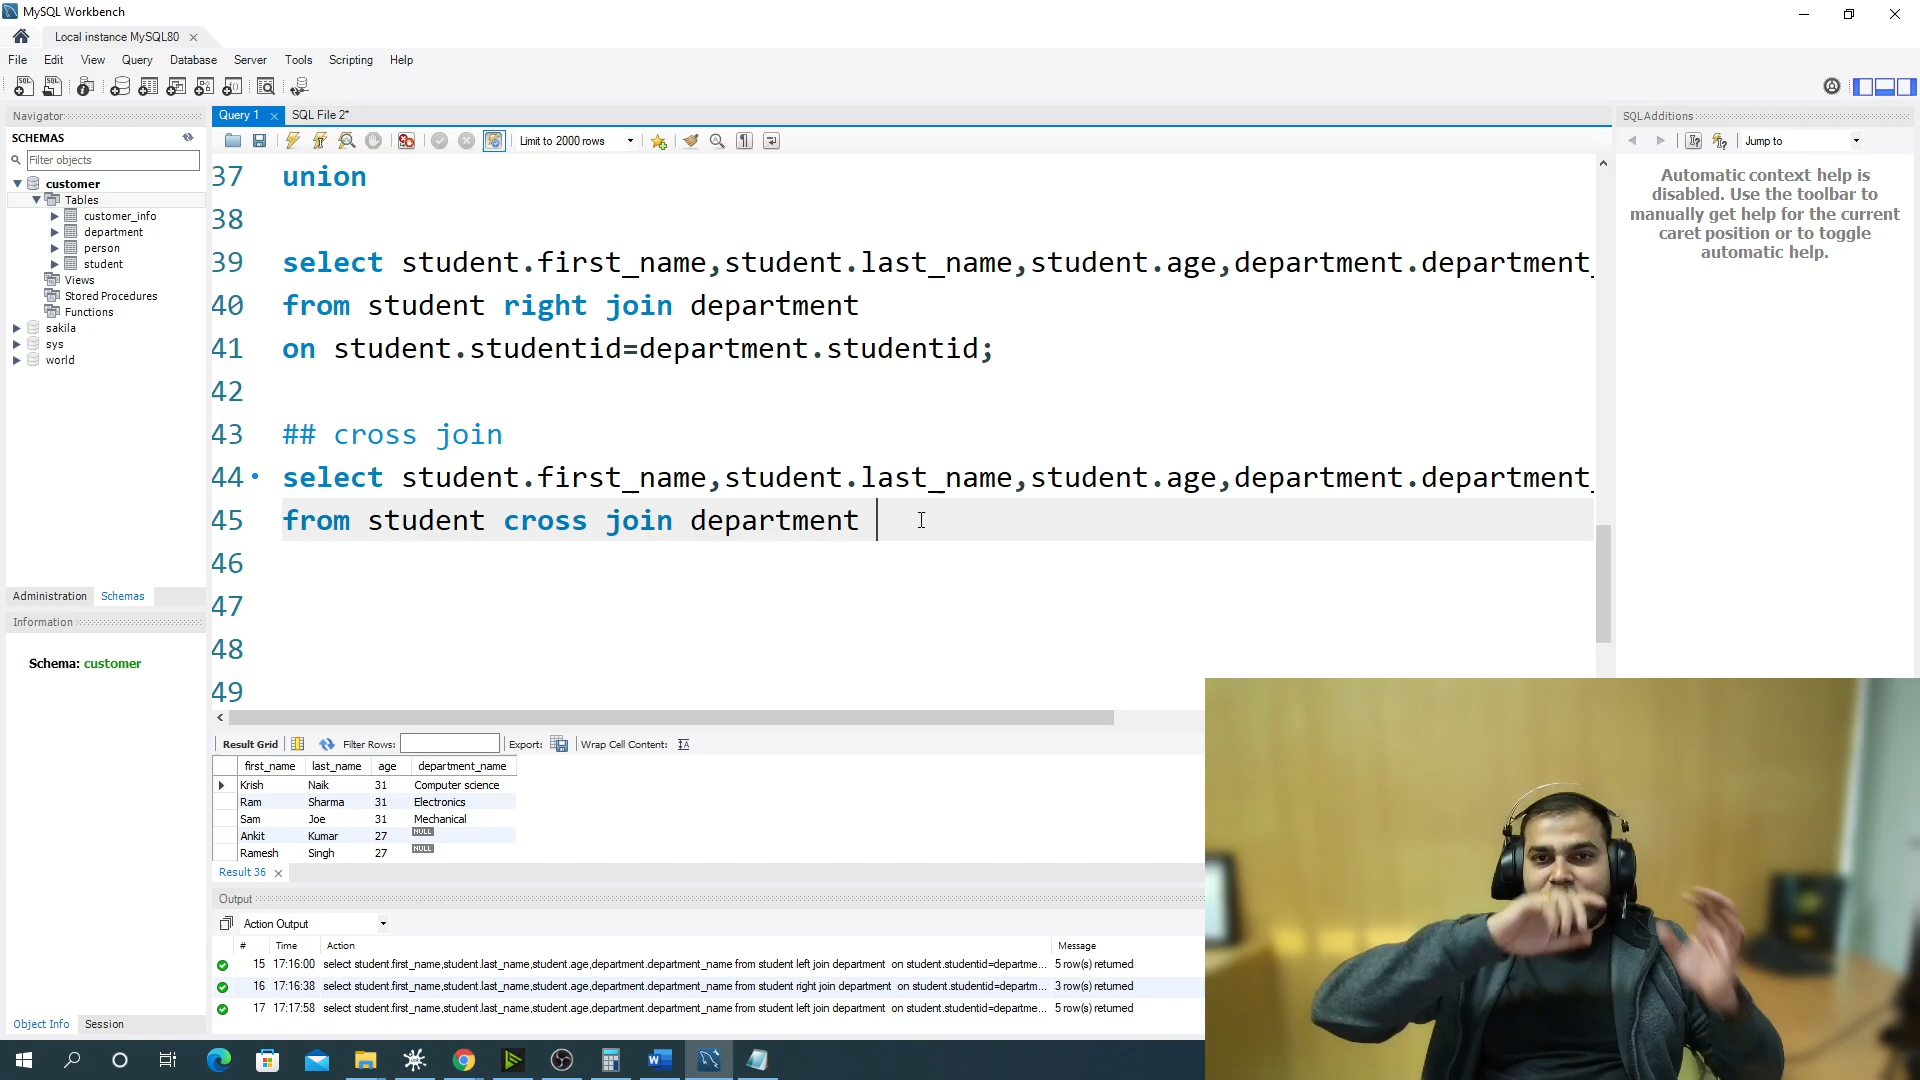 MySQL Workbench
Local instance MySQL80
File Edit View Query Database Server Tools Scripting Help
Navigator
SCHEMAS
Filter objects
customer
Tables
customer_info
department
person
student
Views
Stored Procedures
Functions
sakila
sys
world
Administration Schemas
Information
Schema: customer
Object Info Session
Query 1 SQL File 2*
Limit to 2000 rows
37 union
38
39 select student.first_name,student.last_name,student.age,department.department_
40 from student right join department
41 on student.studentid=department.studentid;
42
43 ## cross join
44 select student.first_name,student.last_name,student.age,department.department_
45 from student cross join department
46
47
48
49
Result Grid Filter Rows: Export: Wrap Cell Content:
first_name last_name age department_name
Krish Naik 31 Computer science
Ram Sharma 31 Electronics
Sam Joe 31 Mechanical
Ankit Kumar 27 NULL
Ramesh Singh 27 NULL
Result 36
Output
Action Output
# Time Action Message
15 17:16:00 select student.first_name,student.last_name,student.age,department.department_name from student left join department on student.studentid=departme... 5 row(s) returned
16 17:16:38 select student.first_name,student.last_name,student.age,department.department_name from student right join department on student.studentid=departm... 3 row(s) returned
17 17:17:58 select student.first_name,student.last_name,student.age,department.department_name from student left join department on student.studentid=departme... 5 row(s) returned
SQLAdditions
Jump to
Automatic context help is
disabled. Use the toolbar to
manually get help for the current
caret position or to toggle
automatic help.